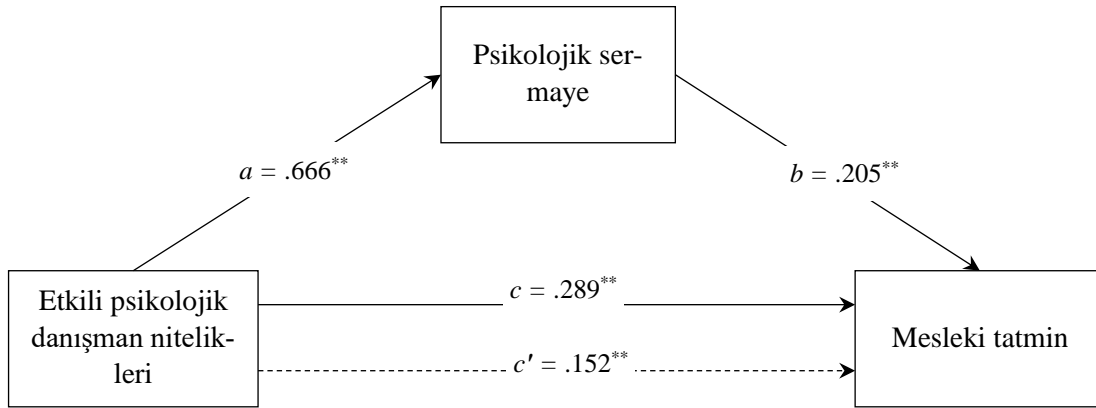 Psikolojik ser-
maye
a = .666**
b = .205**
Etkili psikolojik
danışman nitelik-
leri
c = .289**
c' = .152**
Mesleki tatmin